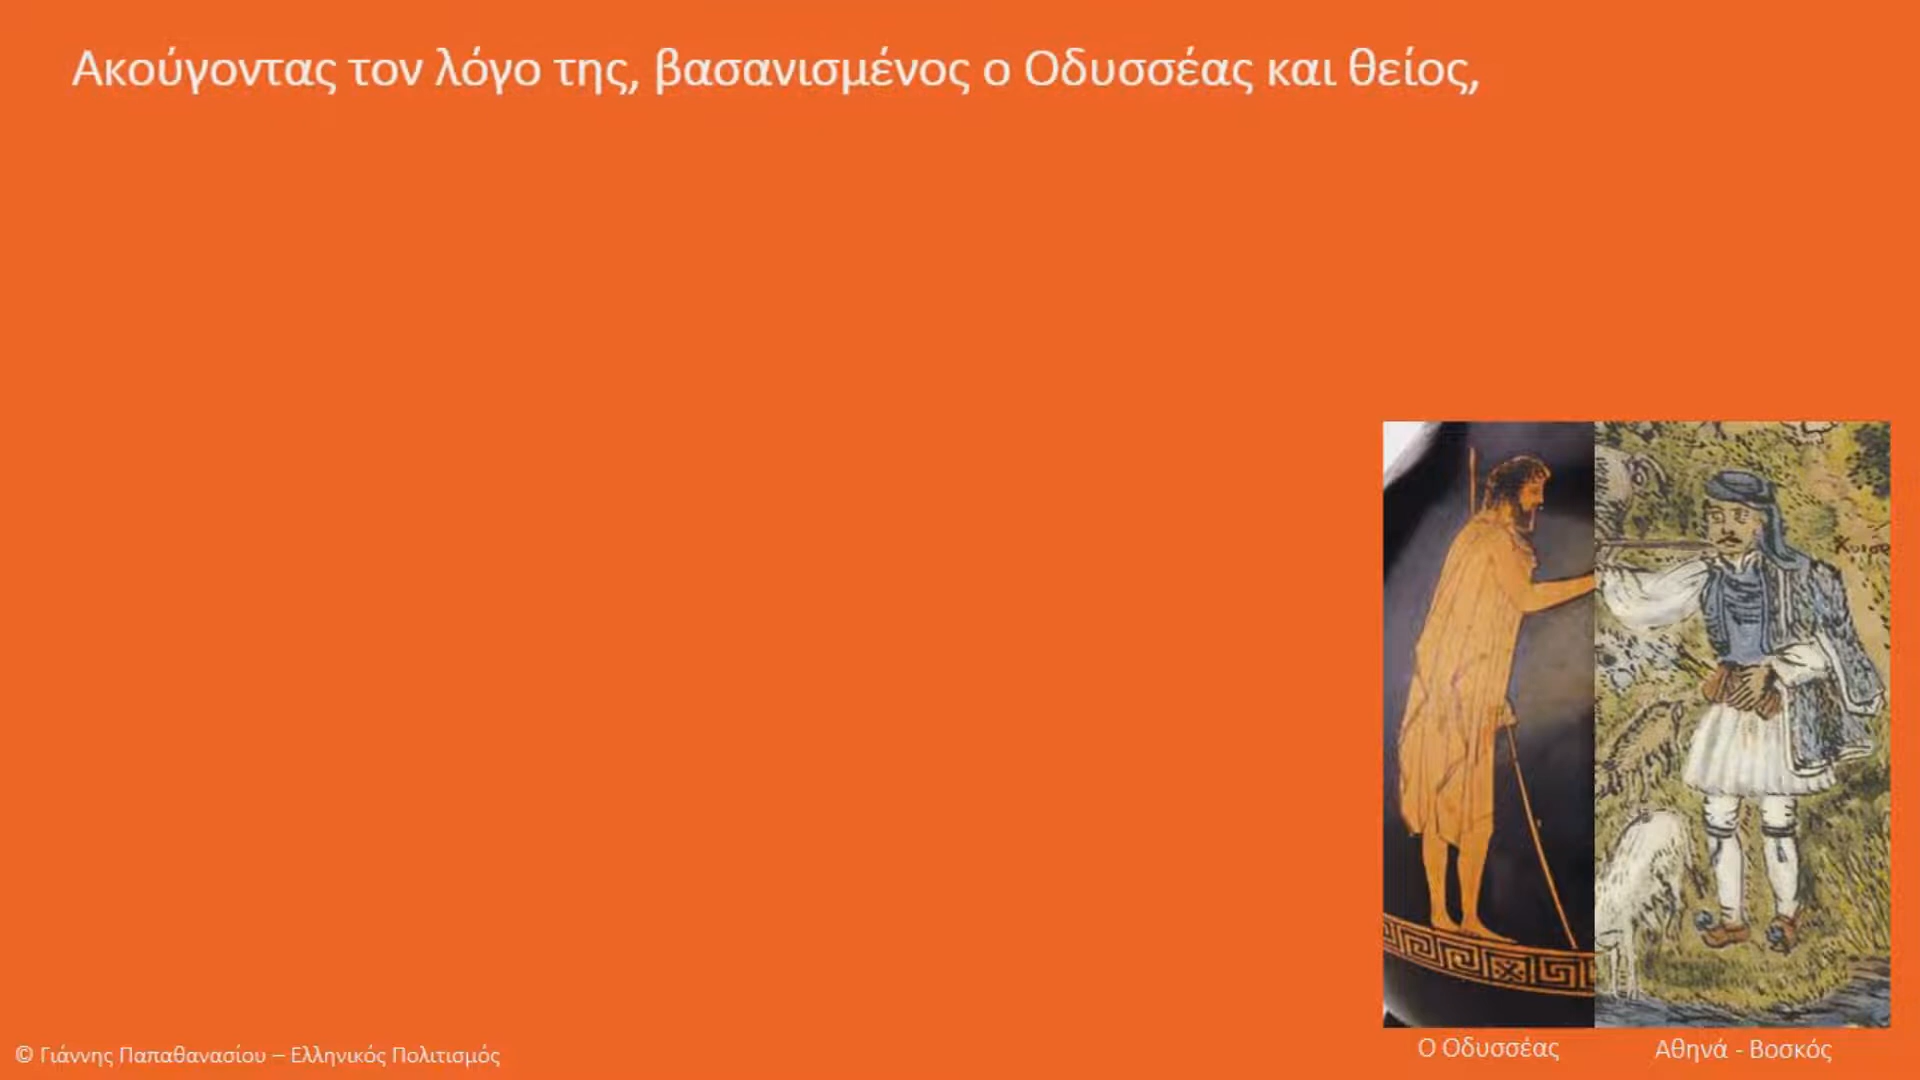 Ακούγοντας τον λόγο της, βασανισμένος ο Οδυσσέας και θείος,
Ο Οδυσσέας
Αθηνά - Βοσκός
© Γιάννης Παπαθανασίου – Ελληνικός Πολιτισμός